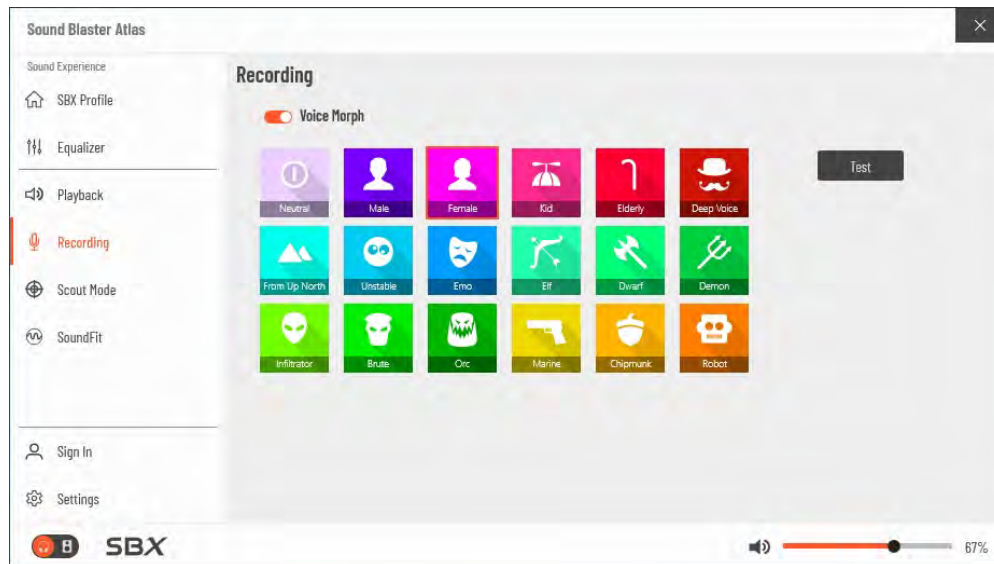 Sound Blaster Atlas
Sound Experience
SBX Profile
Equalizer
Playback
Recording
Scout Mode
SoundFit
Sign In
Settings
SBX
Recording
Voice Morph
Neutral Male Female Kid Elderly Deep Voice
From Up North Unstable Emo Elf Dwarf Demon
Infiltrator Brute Orc Marine Chipmunk Robot
Test
67%